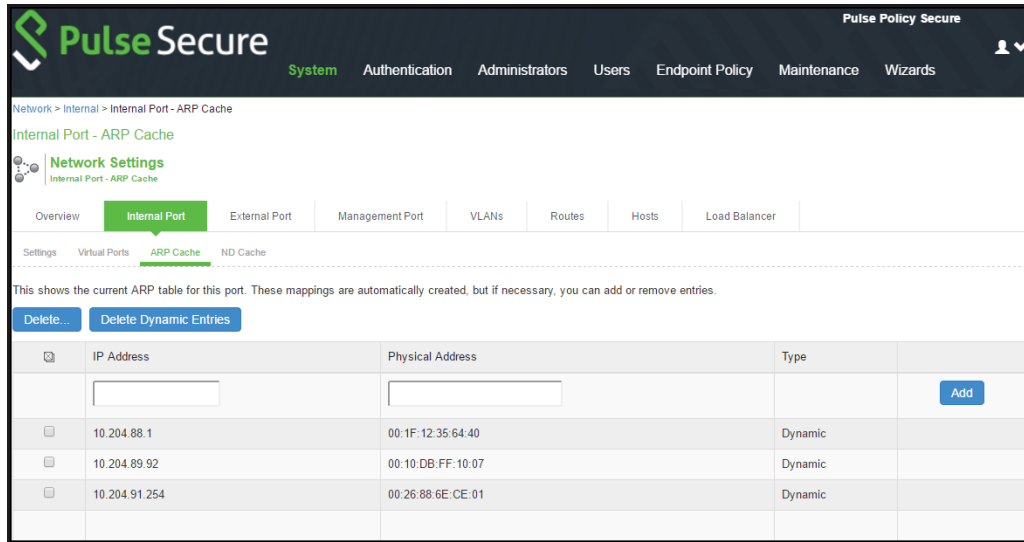 Pulse Policy Secure
Pulse Secure
System Authentication Administrators Users Endpoint Policy Maintenance Wizards
Network > Internal > Internal Port - ARP Cache
Internal Port - ARP Cache
Network Settings
Internal Port - ARP Cache
Overview Internal Port External Port Management Port VLANs Routes Hosts Load Balancer
Settings Virtual Ports ARP Cache ND Cache
This shows the current ARP table for this port. These mappings are automatically created, but if necessary, you can add or remove entries.
Delete... Delete Dynamic Entries
IP Address Physical Address Type
Add
10.204.88.1 00:1F:12:35:64:40 Dynamic
10.204.89.92 00:10:DB:FF:10:07 Dynamic
10.204.91.254 00:26:88:6E:CE:01 Dynamic